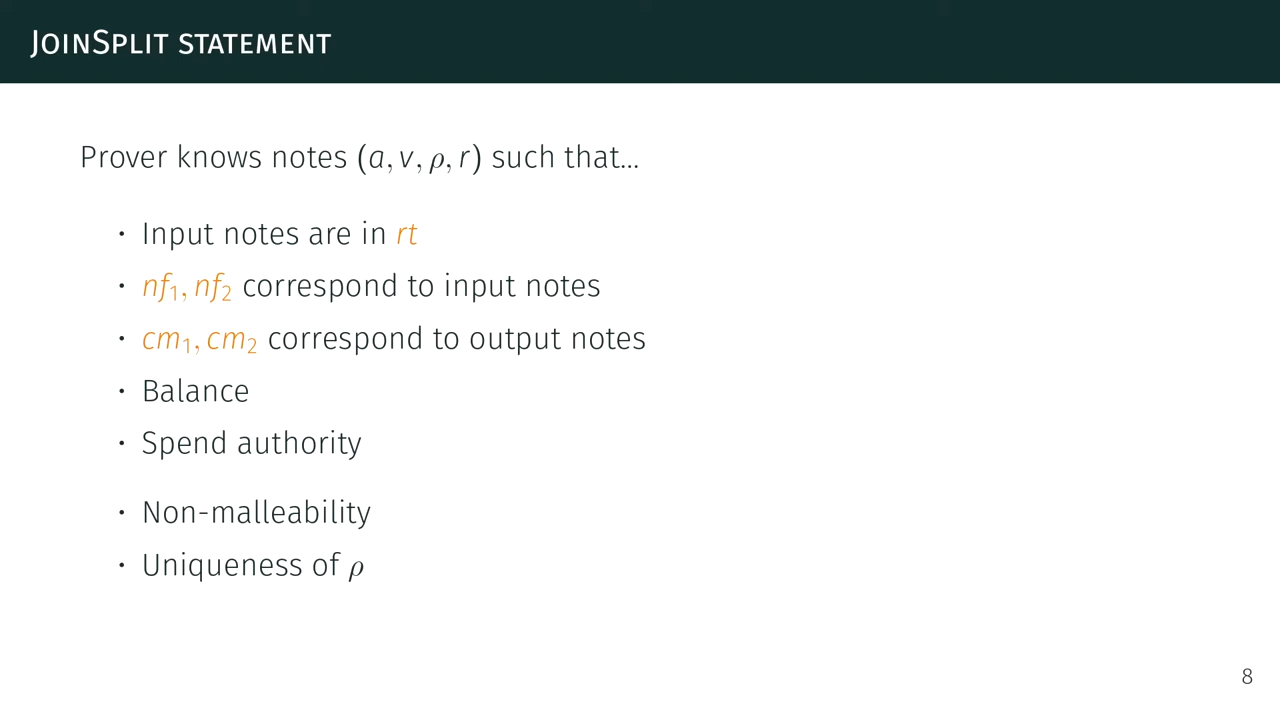 JoinSplit statement
Prover knows notes (a, v, ρ, r) such that...
• Input notes are in rt
• nf₁, nf₂ correspond to input notes
• cm₁, cm₂ correspond to output notes
• Balance
• Spend authority
• Non-malleability
• Uniqueness of ρ
8